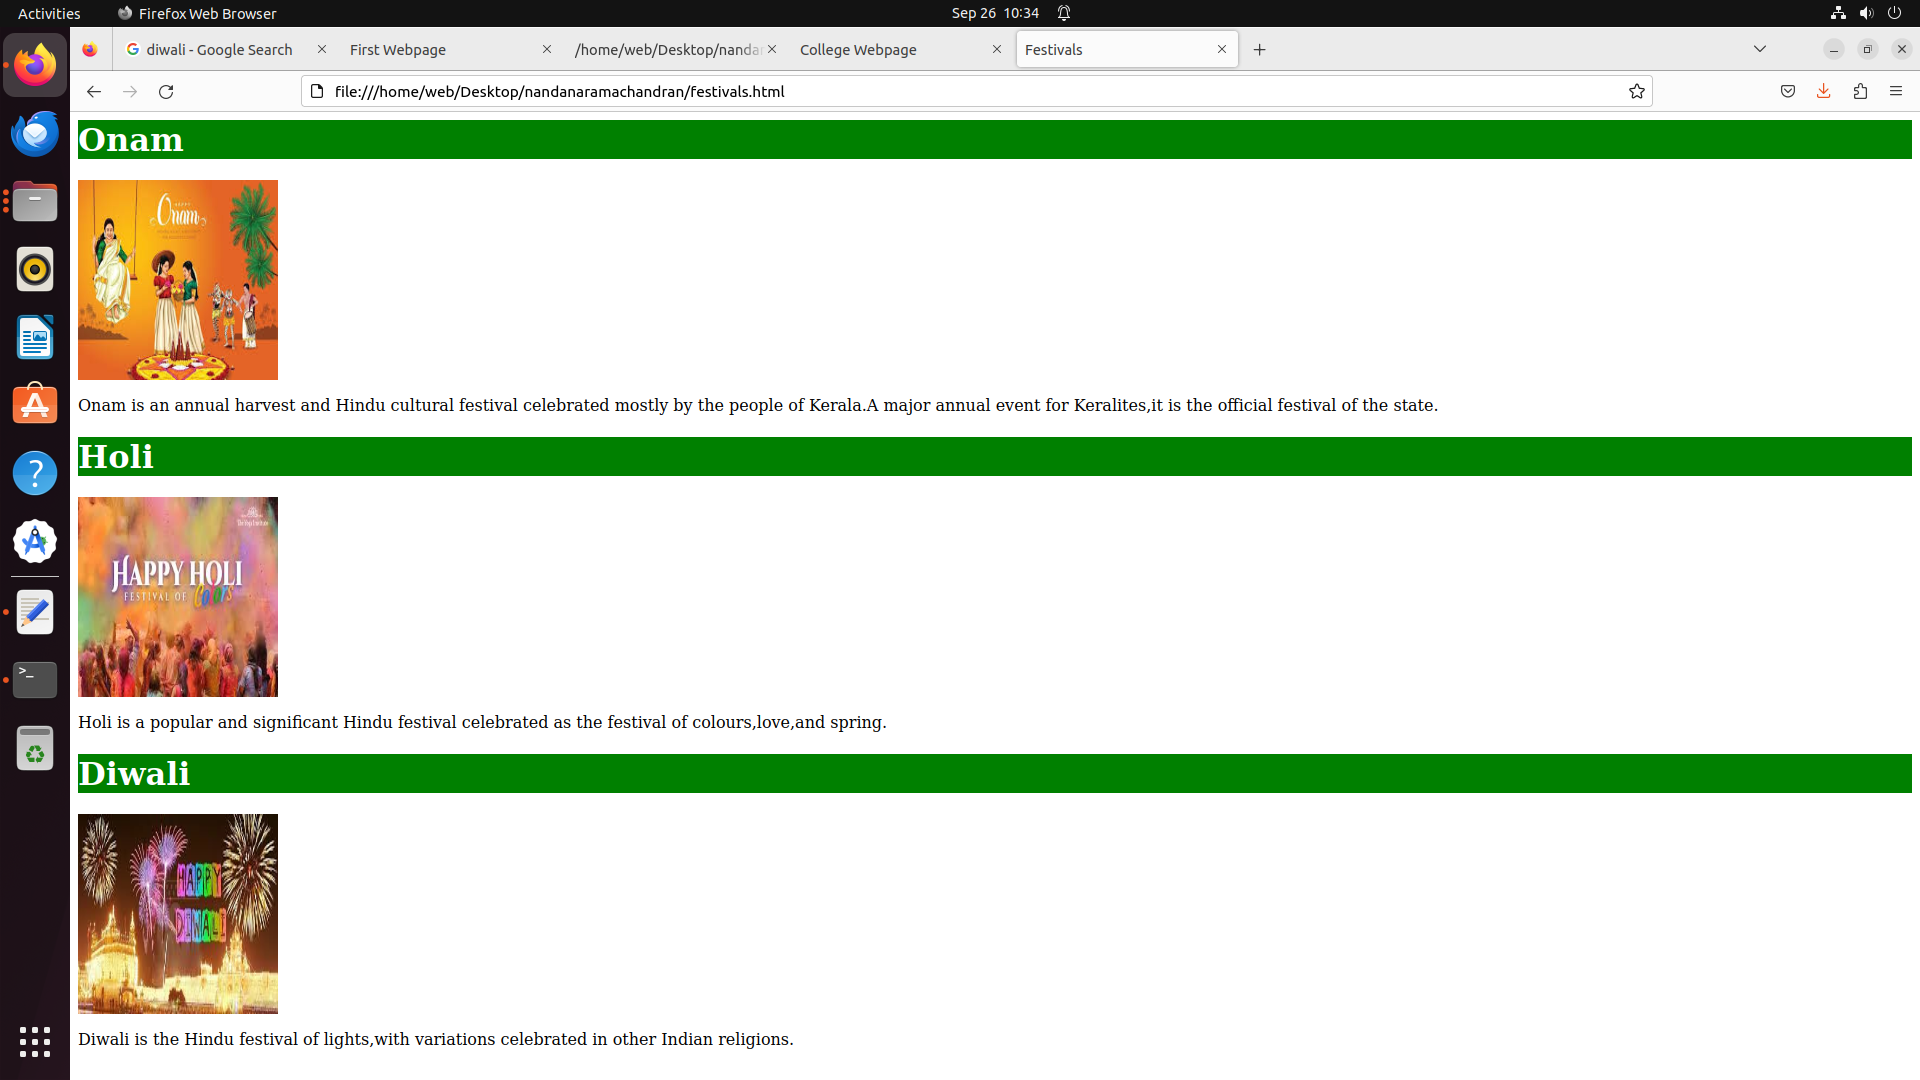 Activities
Firefox Web Browser
Sep 26 10:34
diwali - Google Search
First Webpage
/home/web/Desktop/nanda
College Webpage
Festivals
file:///home/web/Desktop/nandanaramachandran/festivals.html
Onam
HAPPY
Onam
Onam is an annual harvest and Hindu cultural festival celebrated mostly by the people of Kerala.A major annual event for Keralites,it is the official festival of the state.
Holi
The Yoga Institute
HAPPY HOLI
FESTIVAL OF Colors
Holi is a popular and significant Hindu festival celebrated as the festival of colours,love,and spring.
Diwali
HAPPY
DIWALI
Diwali is the Hindu festival of lights,with variations celebrated in other Indian religions.